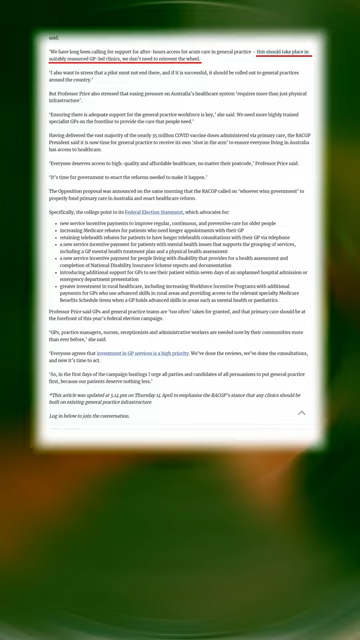 said.
'We have long been calling for support for after-hours access for acute care in general practice – this should take place in
suitably resourced GP-led clinics, we don't need to reinvent the wheel.
'I also want to stress that a pilot must not end there, and if it is successful, it should be rolled out to general practices
around the country.'
But Professor Price also stressed that easing pressure on Australia's healthcare system 'requires more than just physical
infrastructure'.
'Ensuring there is adequate support for the general practice workforce is key,' she said. We need more highly trained
specialist GPs on the frontline to provide the care that people need.'
Having delivered the vast majority of the nearly 35 million COVID vaccine doses administered via primary care, the RACGP
President said it is now time for general practice to receive its own 'shot in the arm' to ensure everyone living in Australia
has access to healthcare.
'Everyone deserves access to high-quality and affordable healthcare, no matter their postcode,' Professor Price said.
'It's time for government to enact the reforms needed to make it happen.'
The Opposition proposal was announced on the same morning that the RACGP called on 'whoever wins government' to
properly fund primary care in Australia and enact healthcare reform.
Specifically, the college point to its Federal Election Statement, which advocates for:
• new service incentive payments to improve regular, continuous, and preventive care for older people
• increasing Medicare rebates for patients who need longer appointments with their GP
• retaining telehealth rebates for patients to have longer telehealth consultations with their GP via telephone
• a new service incentive payment for patients with mental health issues that supports the grouping of services,
including a GP mental health treatment plan and a physical health assessment
• a new service incentive payment for people living with disability that provides for a health assessment and
completion of National Disability Insurance Scheme reports and documentation
• introducing additional support for GPs to see their patient within seven days of an unplanned hospital admission or
emergency department presentation
• greater investment in rural healthcare, including increasing Workforce Incentive Programs with additional
payments for GPs who use advanced skills in rural areas and providing access to the relevant specialty Medicare
Benefits Schedule items when a GP holds advanced skills in areas such as mental health or paediatrics.
Professor Price said GPs and general practice teams are 'too often' taken for granted, and that primary care should be at
the forefront of this year's federal election campaign.
'GPs, practice managers, nurses, receptionists and administrative workers are needed now by their communities more
than ever before,' she said.
'Everyone agrees that investment in GP services is a high priority. We've done the reviews, we've done the consultations,
and now it's time to act.
'So, in the first days of the campaign hustings I urge all parties and candidates of all persuasions to put general practice
first, because our patients deserve nothing less.'
*This article was updated at 5.14 pm on Thursday 14 April to emphasise the RACGP's stance that any clinics should be
built on existing general practice infrastructure.
Log in below to join the conversation.